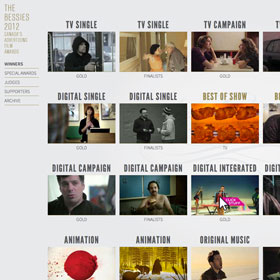 THE
BESSIES
2012
CANADA'S
ADVERTISING
FILM
AWARDS
WINNERS
SPECIAL AWARDS
JUDGES
SUPPORTERS
ARCHIVE
TV SINGLE
TV SINGLE
TV CAMPAIGN
GOLD
FINALISTS
GOLD
DIGITAL SINGLE
DIGITAL SINGLE
BEST OF SHOW
GOLD
FINALISTS
TV
DIGITAL CAMPAIGN
DIGITAL CAMPAIGN
DIGITAL INTEGRATED
CLICK
GOLD
FINALISTS
GOLD
ANIMATION
ANIMATION
ORIGINAL MUSIC